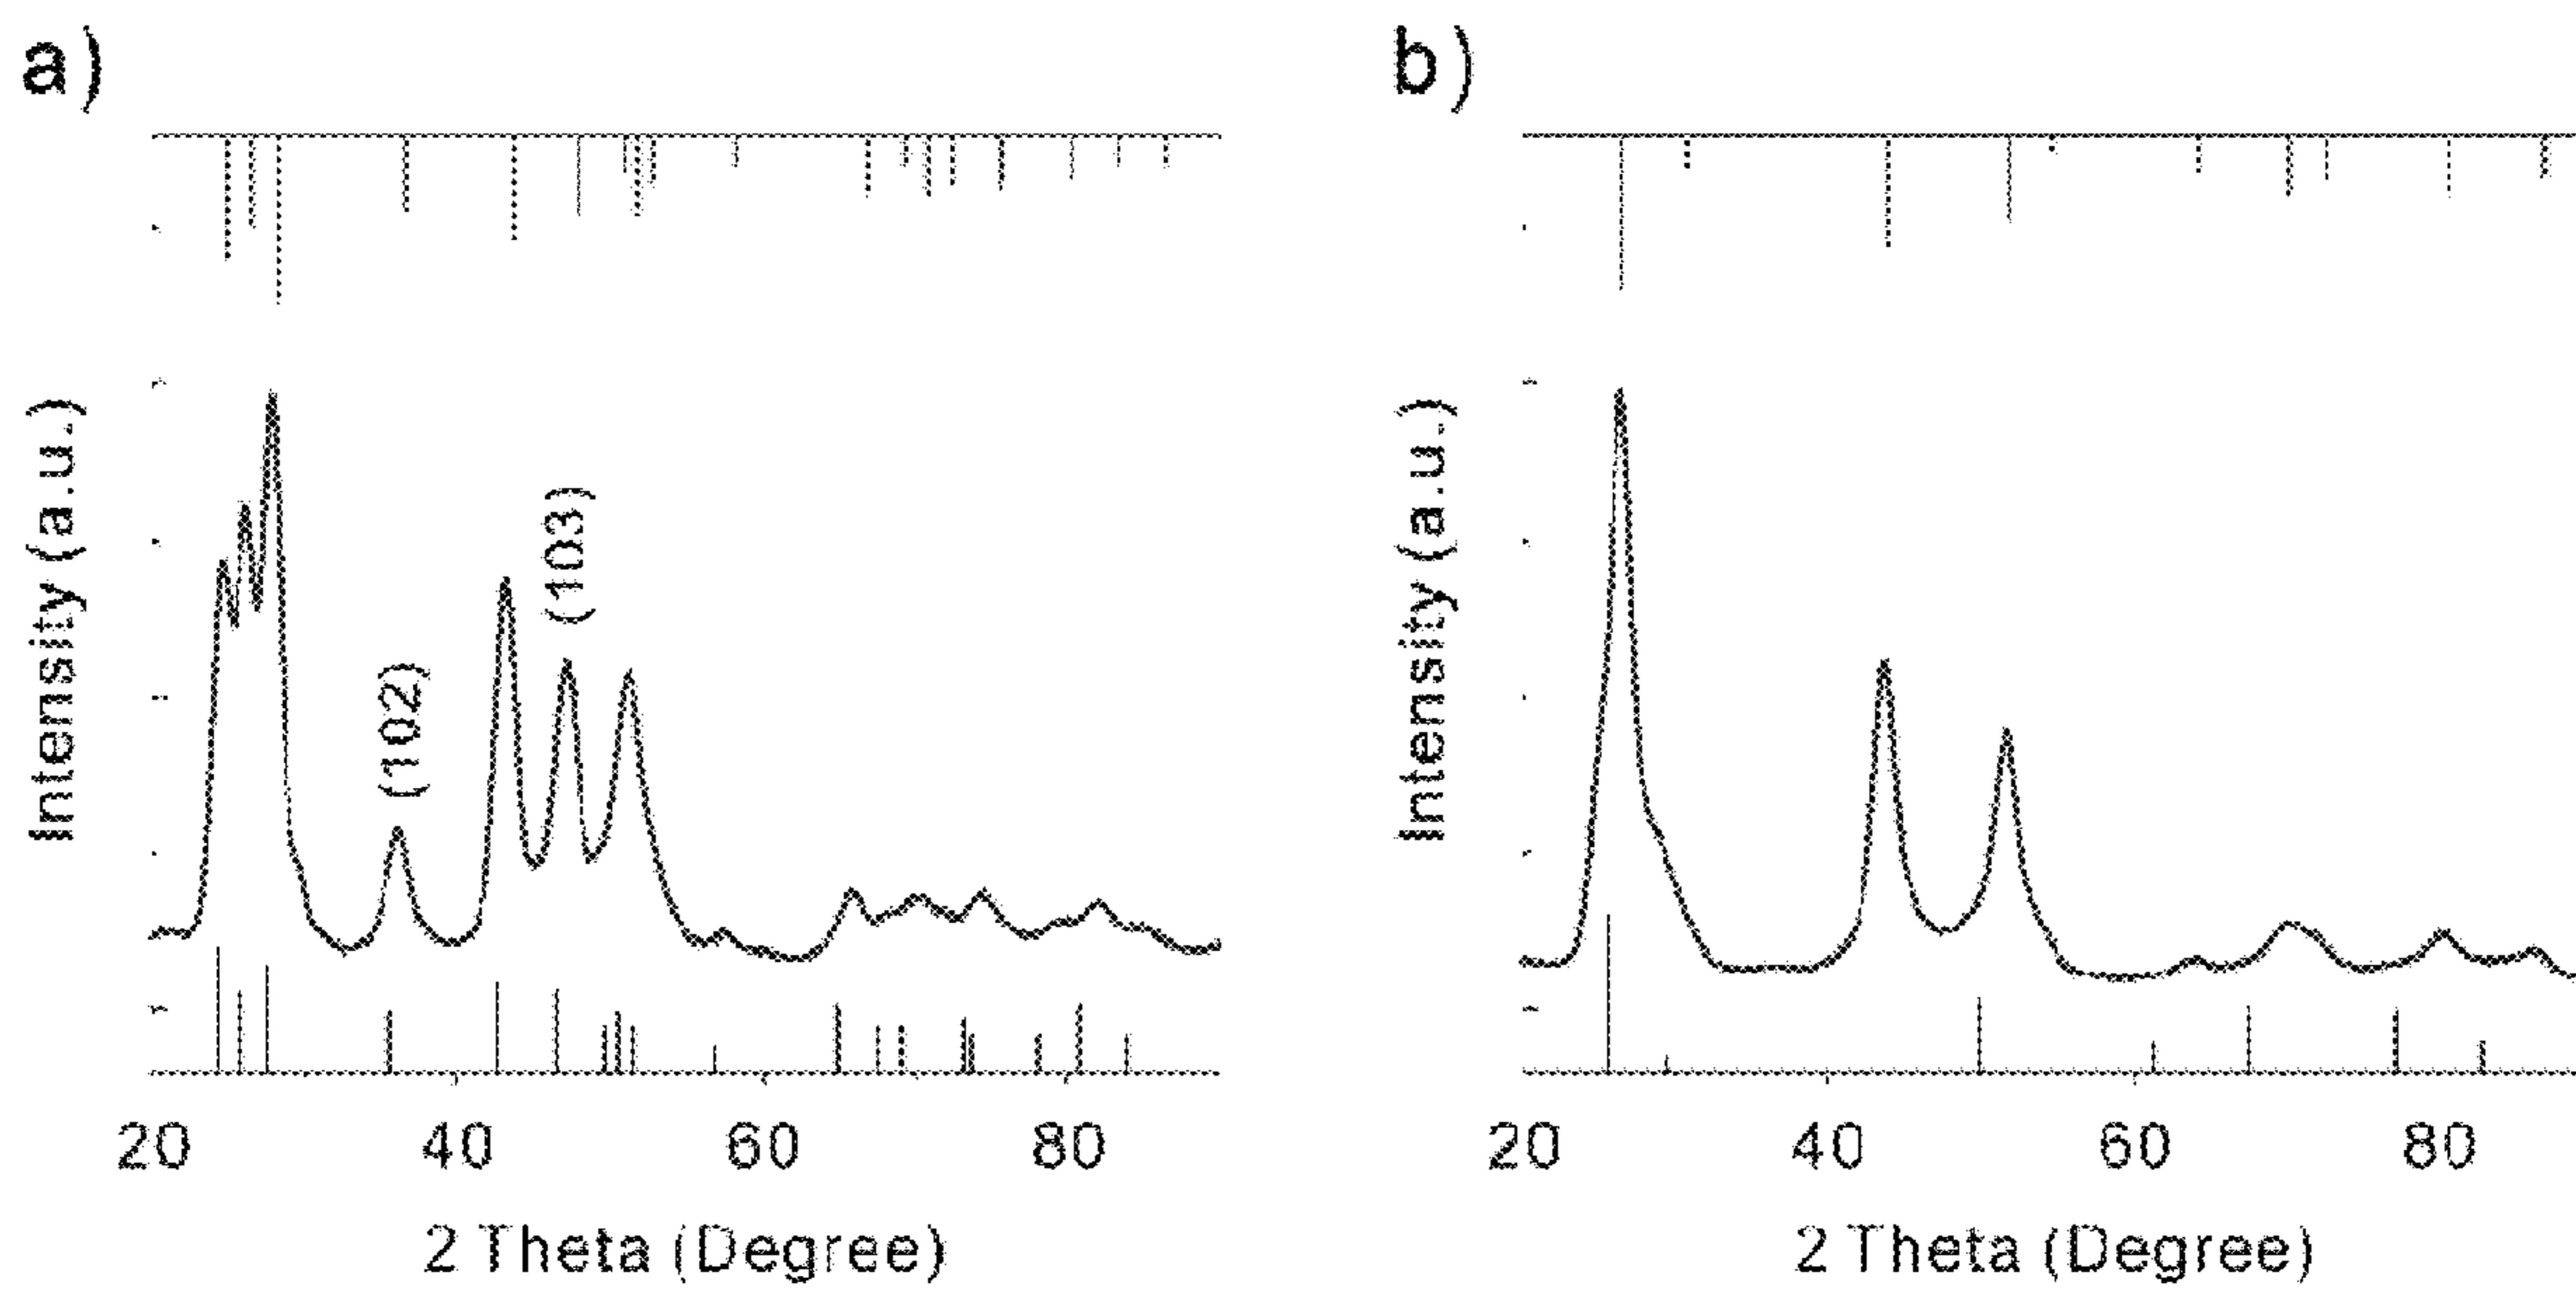 a)
Intensity (a.u.)
(102)
(103)
20 40 60 80
2 Theta (Degree)
b)
Intensity (a.u.)
20 40 60 80
2 Theta (Degree)